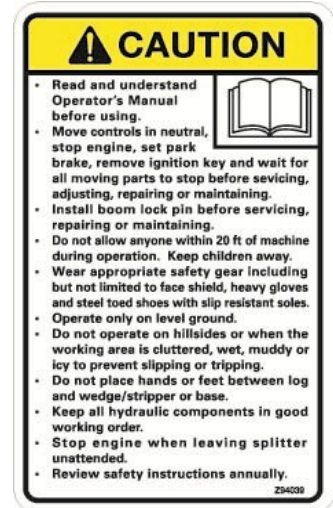 CAUTION
• Read and understand
Operator's Manual
before using.
• Move controls in neutral,
stop engine, set park
brake, remove ignition key and wait for
all moving parts to stop before sevicing,
adjusting, repairing or maintaining.
• Install boom lock pin before servicing,
repairing or maintaining.
• Do not allow anyone within 20 ft of machine
during operation. Keep children away.
• Wear appropriate safety gear including
but not limited to face shield, heavy gloves
and steel toed shoes with slip resistant soles.
• Operate only on level ground.
• Do not operate on hillsides or when the
working area is cluttered, wet, muddy or
icy to prevent slipping or tripping.
• Do not place hands or feet between log
and wedge/stripper or base.
• Keep all hydraulic components in good
working order.
• Stop engine when leaving splitter
unattended.
• Review safety instructions annually.
Z94039